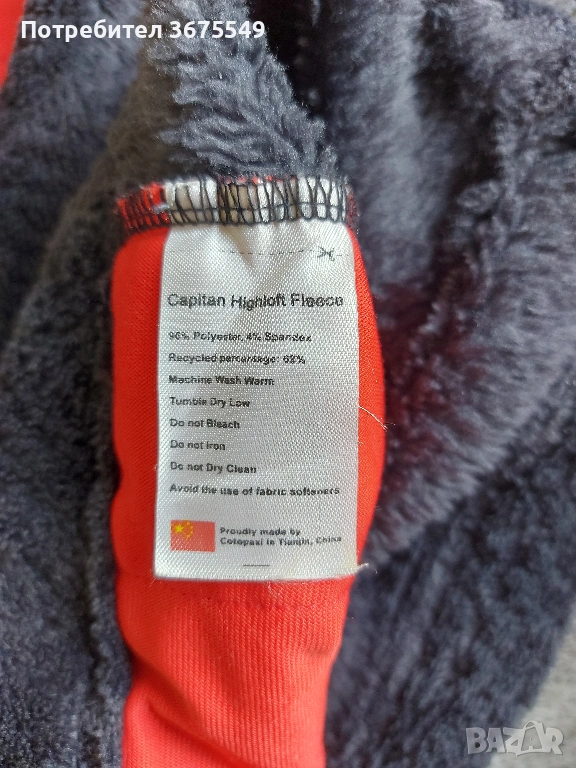 Потребител 3675549
Capitan Highloft Fleece
96% Polyester, 4% Spandex
Recycled percentage: 68%
Machine Wash Warm
Tumble Dry Low
Do not Bleach
Do not Iron
Do not Dry Clean
Avoid the use of fabric softeners
Proudly made by
Cotopaxi in Tianjin, China
BAZAR